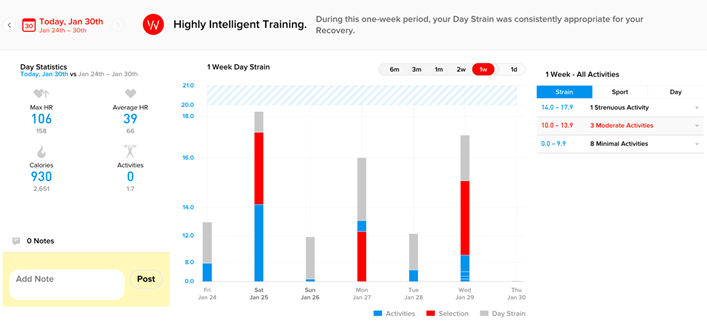 30
Today, Jan 30th
Jan 24th – 30th
W
Highly Intelligent Training.
During this one-week period, your Day Strain was consistently appropriate for your
Recovery.
Day Statistics
Today, Jan 30th vs Jan 24th – Jan 30th
Max HR
106
158
Average HR
39
66
Calories
930
2,651
Activities
0
1.7
0 Notes
Add Note
Post
1 Week Day Strain
6m 3m 1m 2w 1w 1d
21.0
20.0
18.0
16.0
14.0
12.0
8.0
0.0
Fri
Jan 24
Sat
Jan 25
Sun
Jan 26
Mon
Jan 27
Tue
Jan 28
Wed
Jan 29
Thu
Jan 30
Activities Selection Day Strain
1 Week - All Activities
Strain Sport Day
14.0 – 17.9 1 Strenuous Activity
10.0 – 13.9 3 Moderate Activities
0.0 – 9.9 8 Minimal Activities